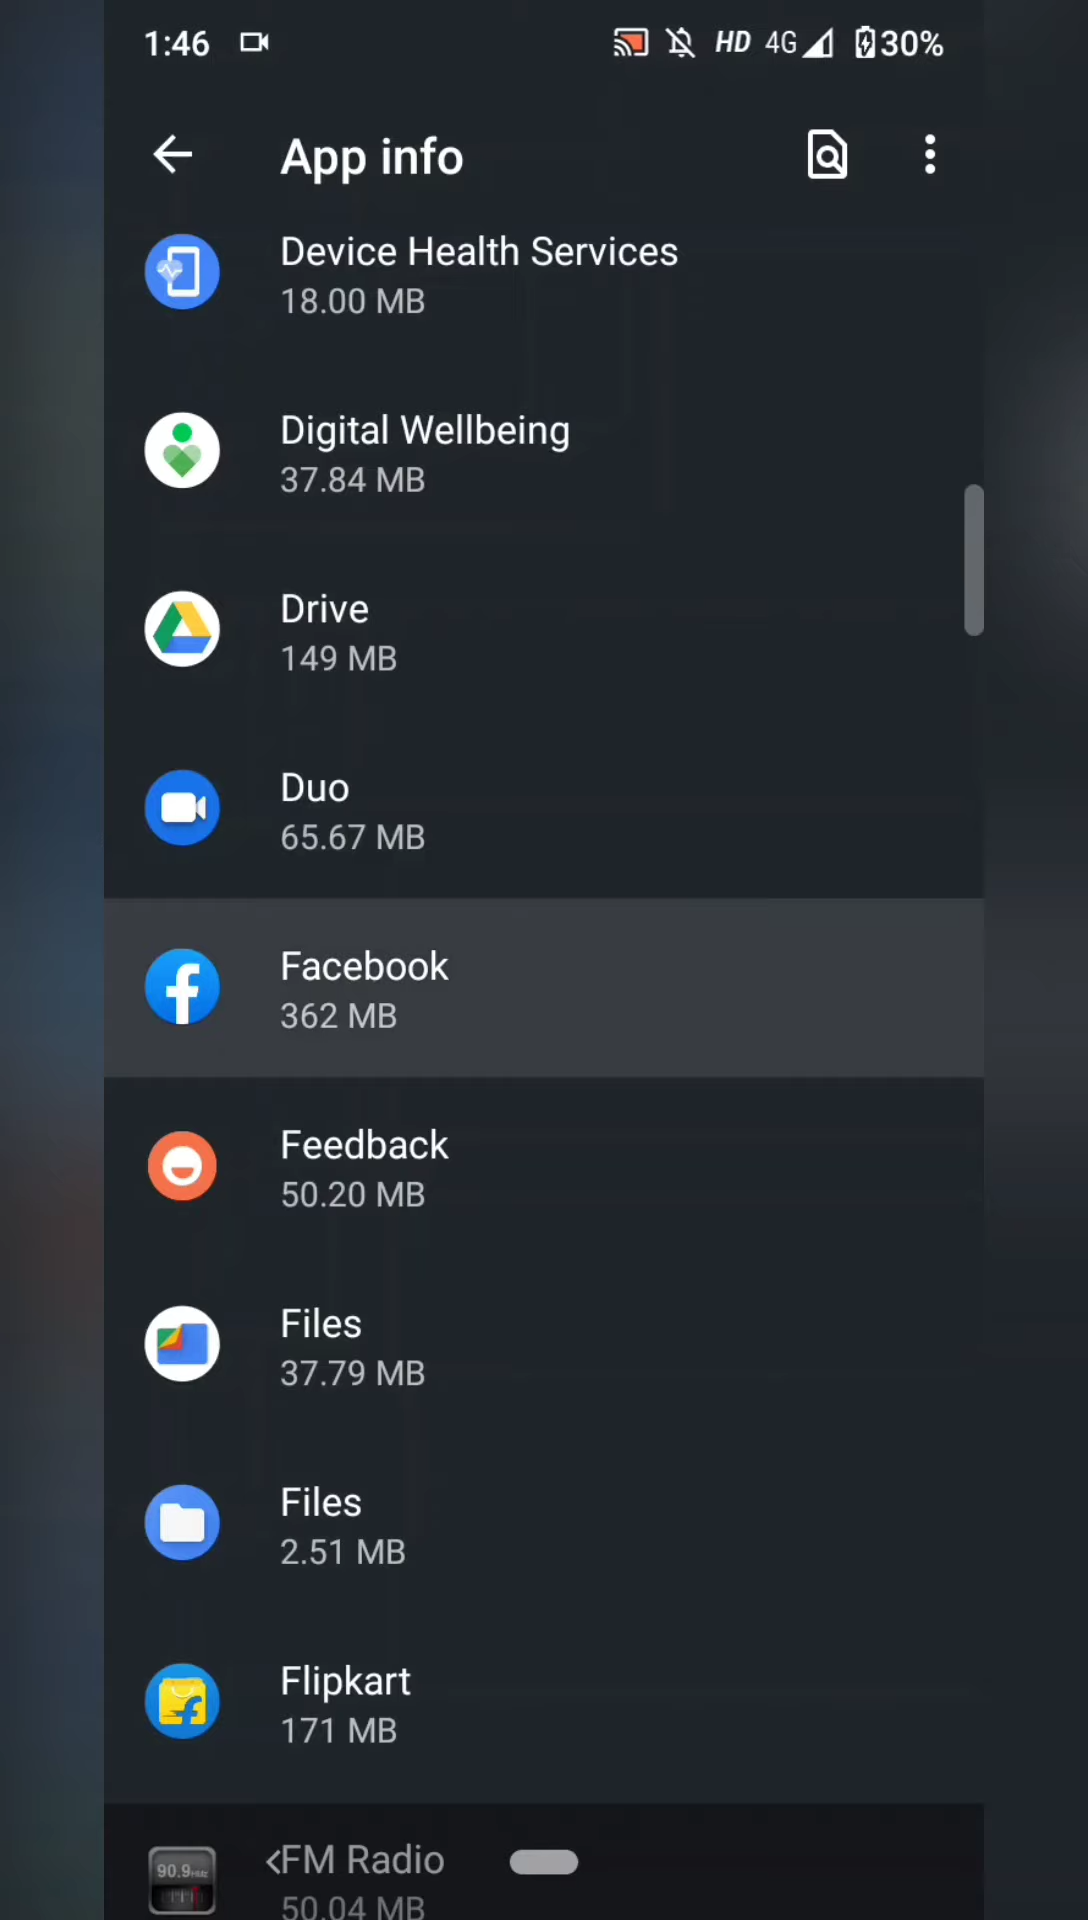 1:46 HD 4G 30%
App info
Device Health Services
18.00 MB
Digital Wellbeing
37.84 MB
Drive
149 MB
Duo
65.67 MB
Facebook
362 MB
Feedback
50.20 MB
Files
37.79 MB
Files
2.51 MB
Flipkart
171 MB
90.9MHz
FM Radio
50.04 MB